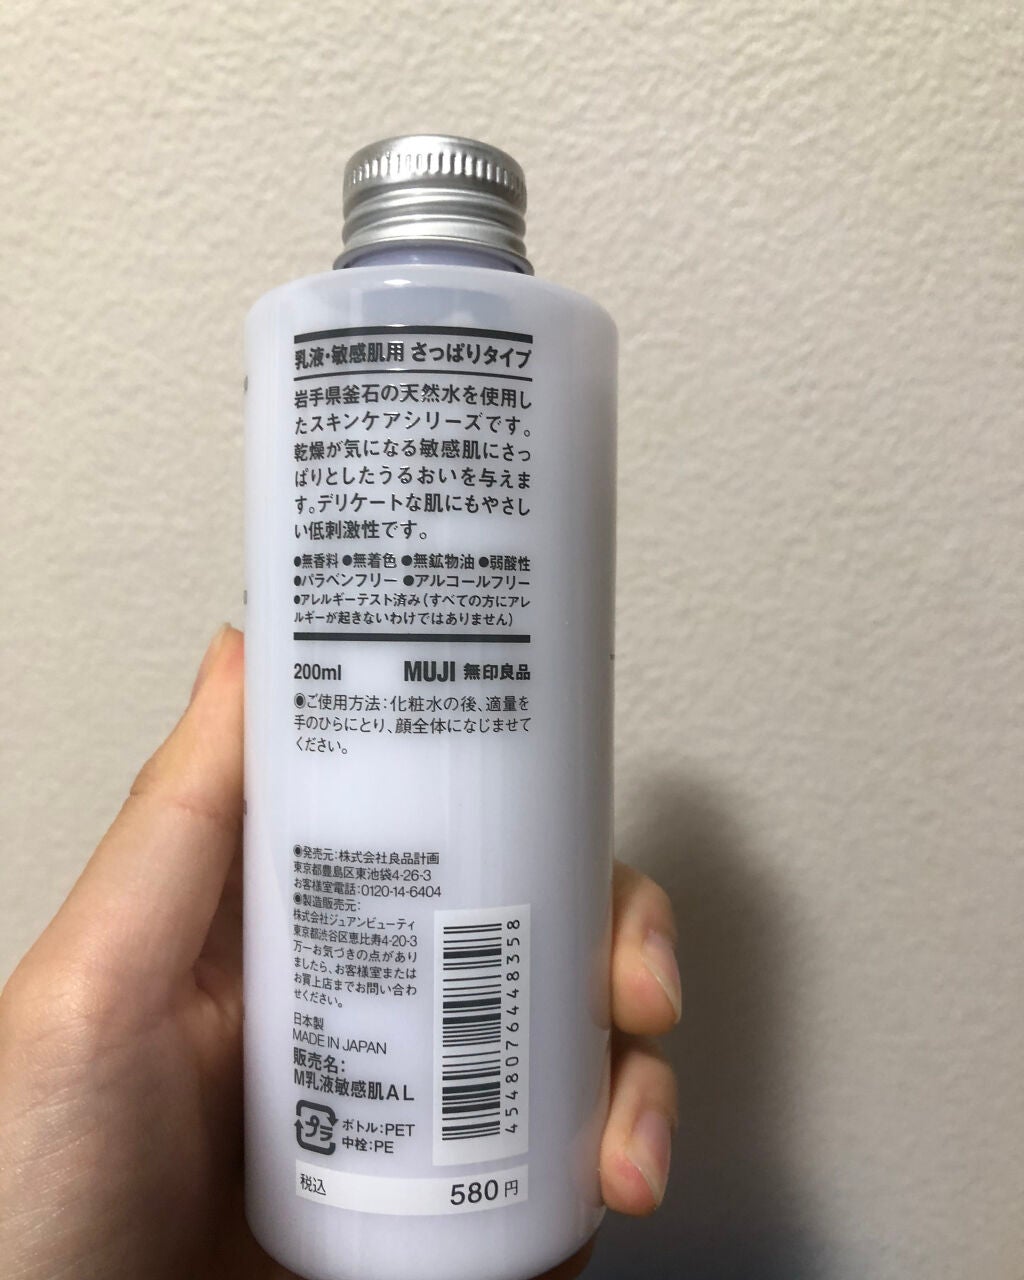 乳液・敏感肌用 さっぱりタイプ
岩手県釜石の天然水を使用し
たスキンケアシリーズです。
乾燥が気になる敏感肌にさっ
ぱりとしたうるおいを与えま
す。デリケートな肌にもやさし
い低刺激性です。
●無香料 ●無着色 ●無鉱物油 ●弱酸性
●パラベンフリー ●アルコールフリー
●アレルギーテスト済み(すべての方にアレ
ルギーが起きないわけではありません)
200ml MUJI 無印良品
◉ご使用方法:化粧水の後、適量を
手のひらにとり、顔全体になじませて
ください。
◉発売元:株式会社良品計画
東京都豊島区東池袋4-26-3
お客様室電話:0120-14-6404
◉製造販売元:
株式会社ジュアンビューティ
東京都渋谷区恵比寿4-20-3
万一お気づきの点があり
ましたら、お客様室または
お買上店までお問い合わ
せください。
日本製
MADE IN JAPAN
販売名:
M乳液敏感肌AL
プラ
ボトル:PET
中栓:PE
4548076448358
税込 580円